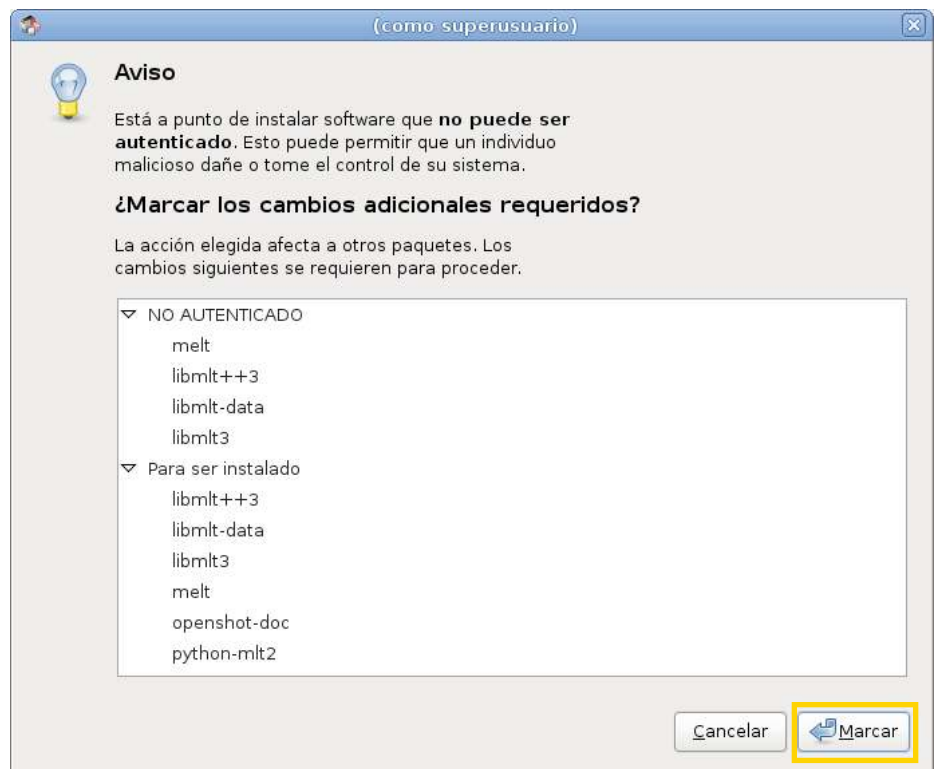 (como superusuario)
Aviso
Está a punto de instalar software que no puede ser
autenticado. Esto puede permitir que un individuo
malicioso dañe o tome el control de su sistema.
¿Marcar los cambios adicionales requeridos?
La acción elegida afecta a otros paquetes. Los
cambios siguientes se requieren para proceder.
NO AUTENTICADO
melt
libmlt++3
libmlt-data
libmlt3
Para ser instalado
libmlt++3
libmlt-data
libmlt3
melt
openshot-doc
python-mlt2
Cancelar
Marcar